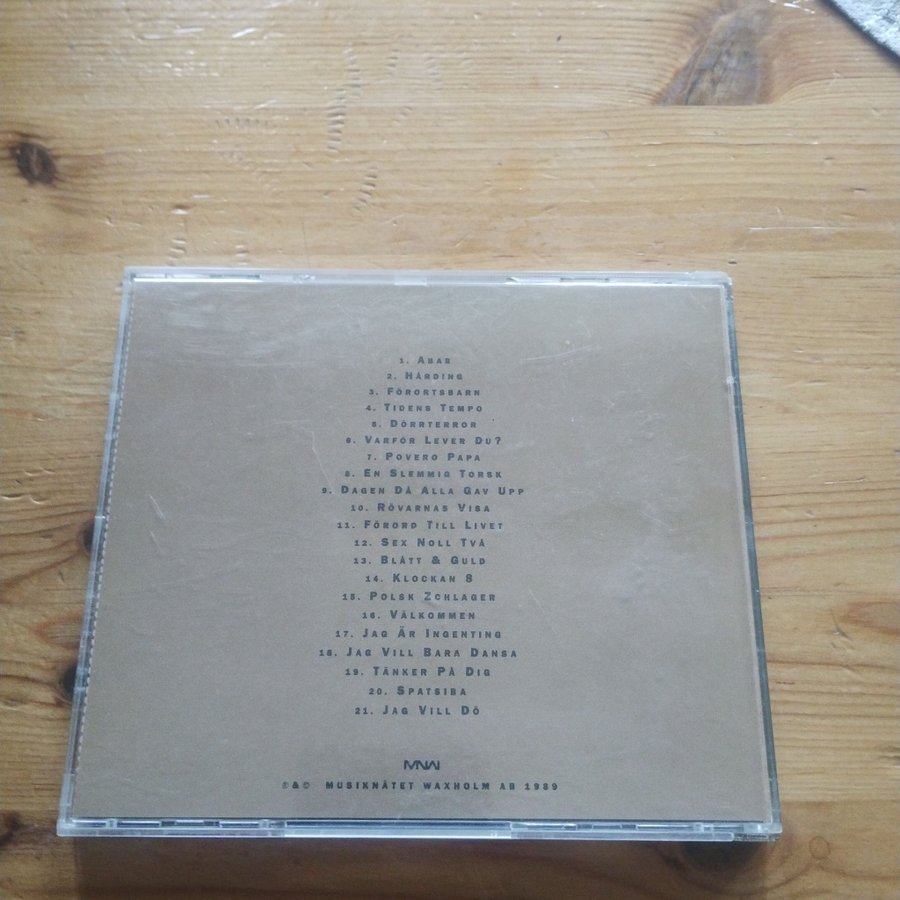 1. ABAB
2. HÅRDING
3. FÖRORTSBARN
4. TIDENS TEMPO
5. DÖRRTERROR
6. VARFÖR LEVER DU?
7. POVERO PAPA
8. EN SLEMMIG TORSK
9. DAGEN DÅ ALLA GAV UPP
10. RÖVARNAS VISA
11. FÖRORD TILL LIVET
12. SEX NOLL TVÅ
13. BLÅTT & GULD
14. KLOCKAN 8
15. POLSK ZCHLAGER
16. VÄLKOMMEN
17. JAG ÄR INGENTING
18. JAG VILL BARA DANSA
19. TÄNKER PÅ DIG
20. SPATSIBA
21. JAG VILL DÖ
MNW
℗&© MUSIKNÄTET WAXHOLM AB 1989